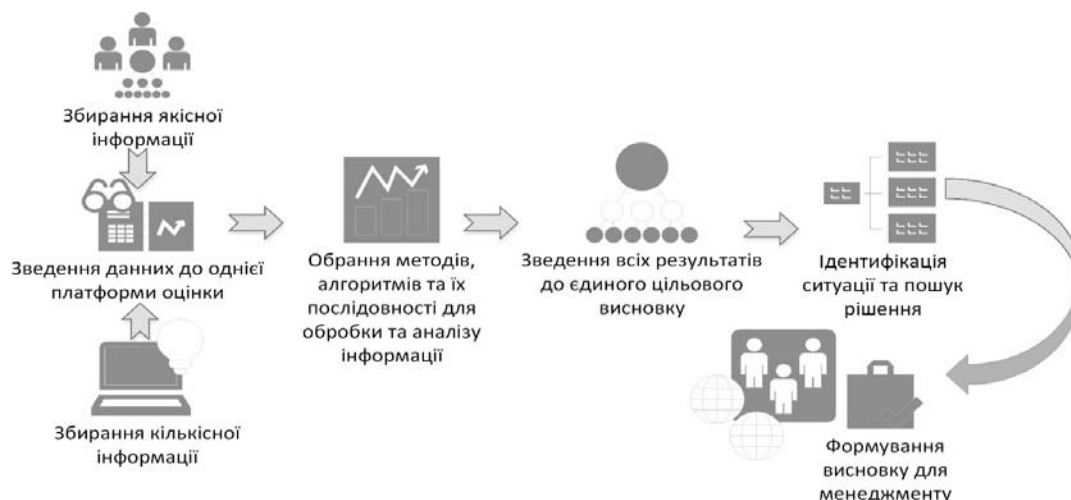 Збирання якісної
інформації
Зведення данних до однієї
платформи оцінки
Збирання кількісної
інформації
Обрання методів,
алгоритмів та їх
послідовності для
обробки та аналізу
інформації
Зведення всіх результатів
до єдиного цільового
висновку
Ідентифікація
ситуації та пошук
рішення
Формування
висновку для
менеджменту